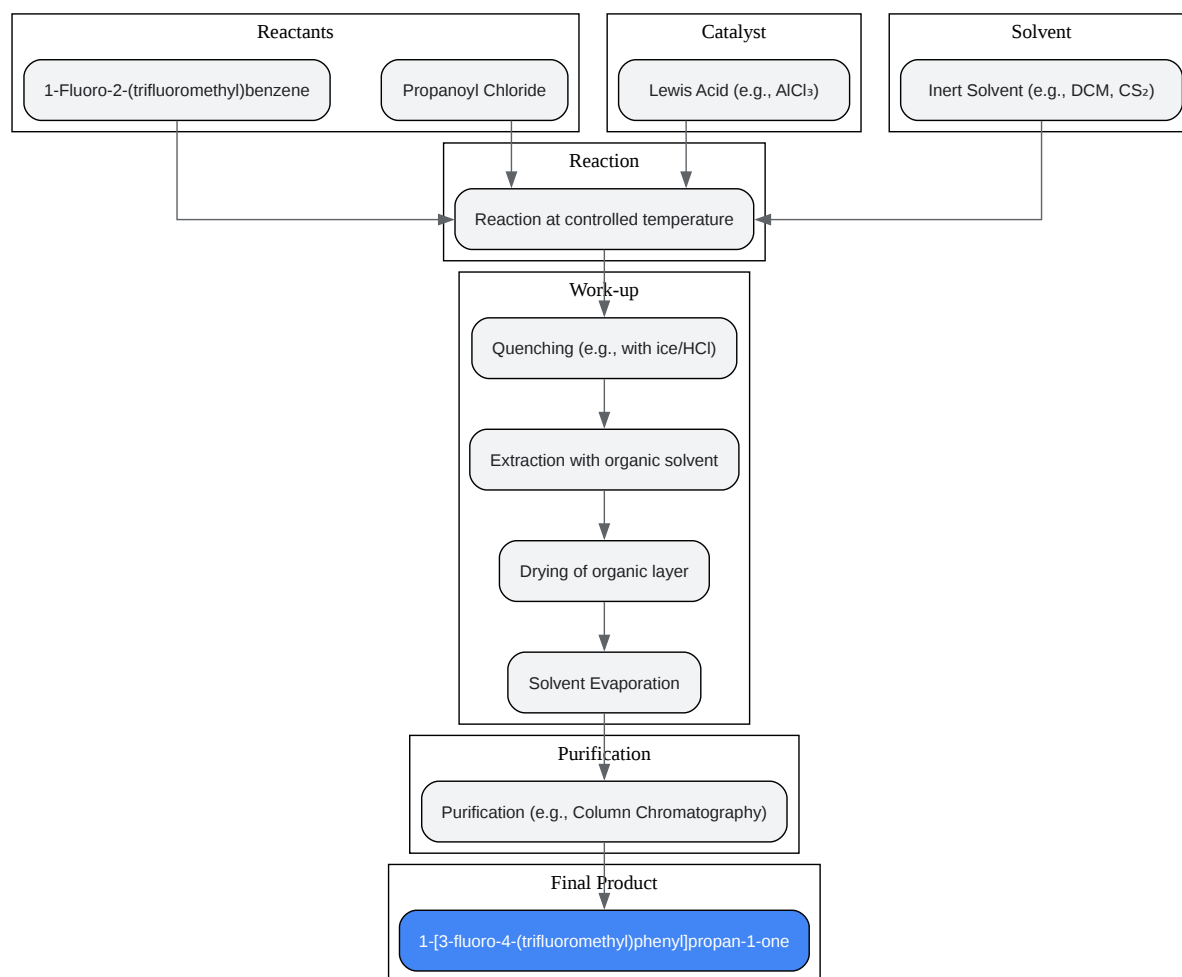 Reactants
Catalyst
Solvent
1-Fluoro-2-(trifluoromethyl)benzene
Propanoyl Chloride
Lewis Acid (e.g., AlCl₃)
Inert Solvent (e.g., DCM, CS₂)
Reaction
Reaction at controlled temperature
Work-up
Quenching (e.g., with ice/HCl)
Extraction with organic solvent
Drying of organic layer
Solvent Evaporation
Purification
Purification (e.g., Column Chromatography)
Final Product
1-[3-fluoro-4-(trifluoromethyl)phenyl]propan-1-one